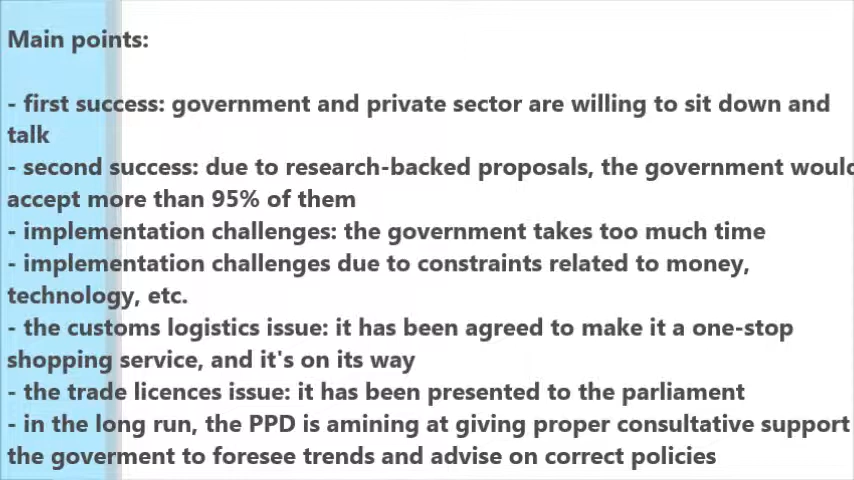 Main points:
- first success: government and private sector are willing to sit down and
talk
- second success: due to research-backed proposals, the government would
accept more than 95% of them
- implementation challenges: the government takes too much time
- implementation challenges due to constraints related to money,
technology, etc.
- the customs logistics issue: it has been agreed to make it a one-stop
shopping service, and it's on its way
- the trade licences issue: it has been presented to the parliament
- in the long run, the PPD is amining at giving proper consultative support
the goverment to foresee trends and advise on correct policies